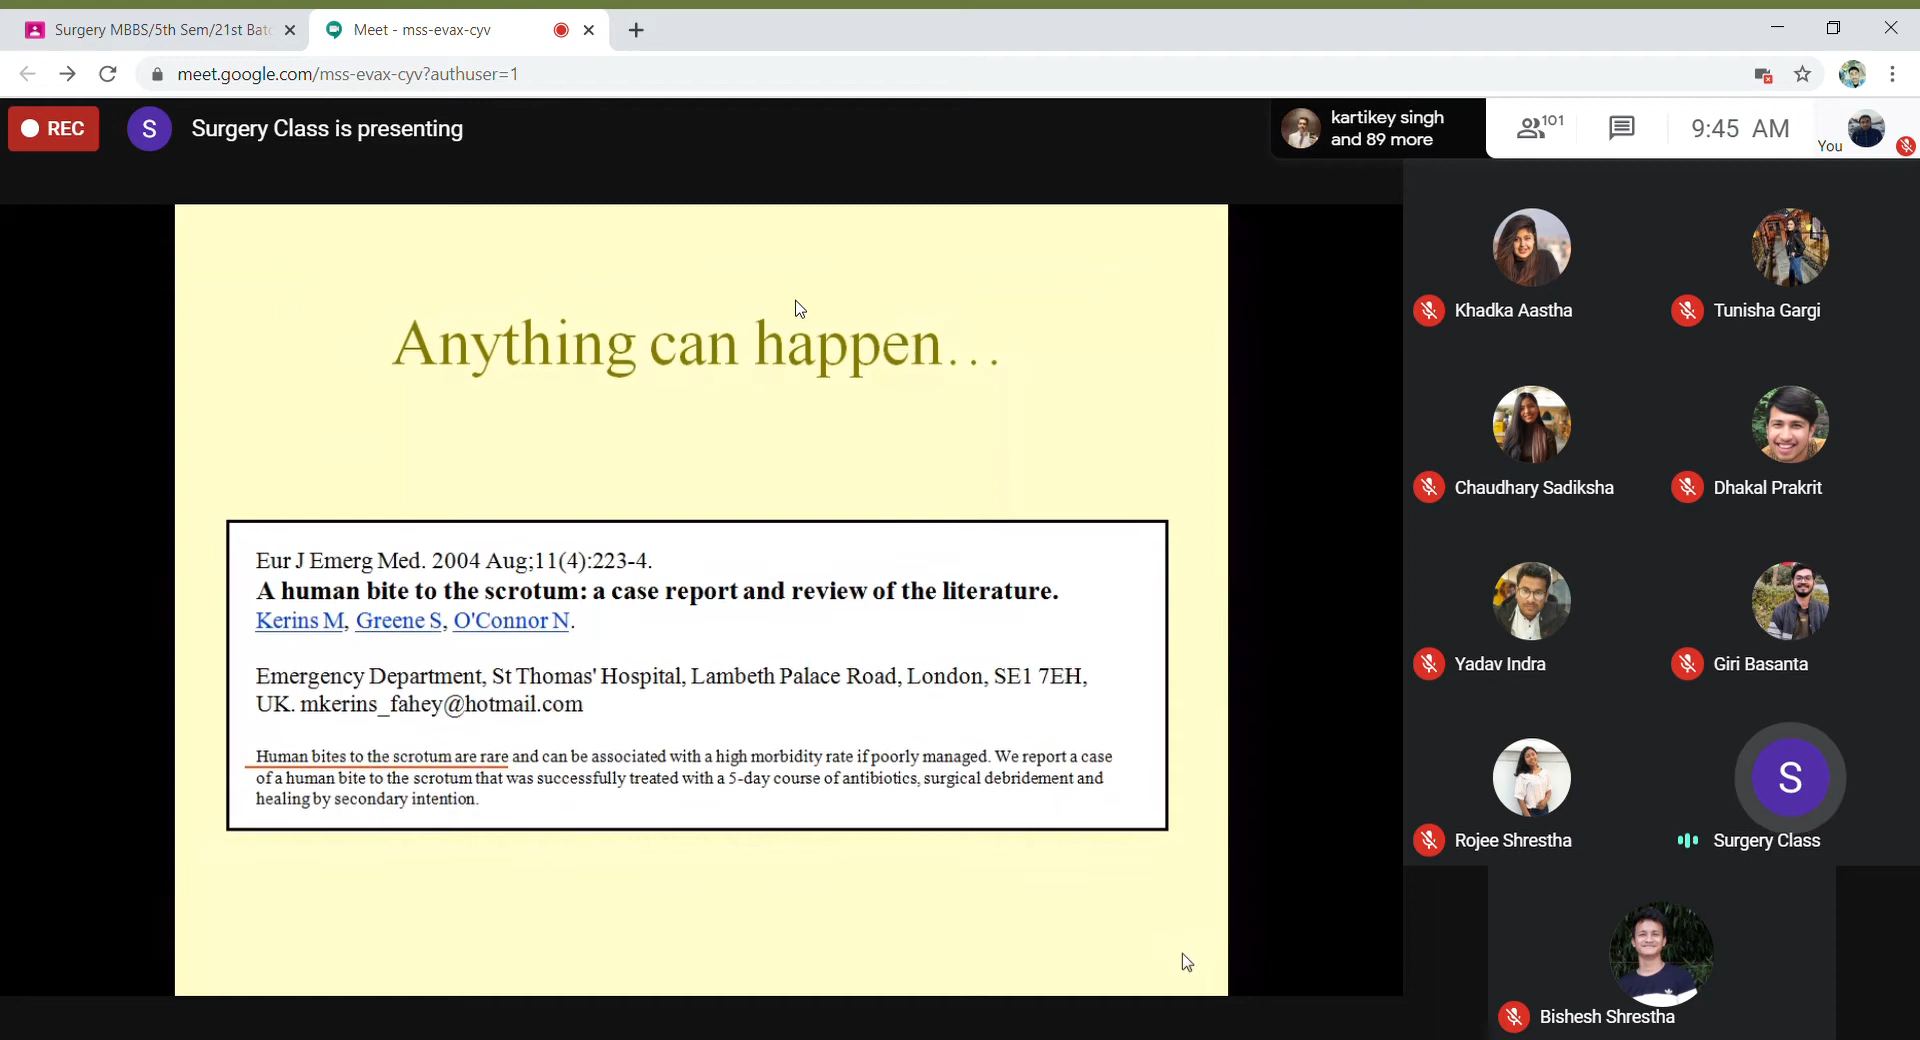 Surgery MBBS/5th Sem/21st Batc
Meet - mss-evax-cyv
meet.google.com/mss-evax-cyv?authuser=1
REC
S
Surgery Class is presenting
kartikey singh
and 89 more
101
9:45 AM
You
Anything can happen…
Eur J Emerg Med. 2004 Aug;11(4):223-4.
A human bite to the scrotum: a case report and review of the literature.
Kerins M, Greene S, O'Connor N.
Emergency Department, St Thomas' Hospital, Lambeth Palace Road, London, SE1 7EH,
UK. mkerins_fahey@hotmail.com
Human bites to the scrotum are rare and can be associated with a high morbidity rate if poorly managed. We report a case
of a human bite to the scrotum that was successfully treated with a 5-day course of antibiotics, surgical debridement and
healing by secondary intention.
Khadka Aastha
Tunisha Gargi
Chaudhary Sadiksha
Dhakal Prakrit
Yadav Indra
Giri Basanta
S
Rojee Shrestha
Surgery Class
Bishesh Shrestha